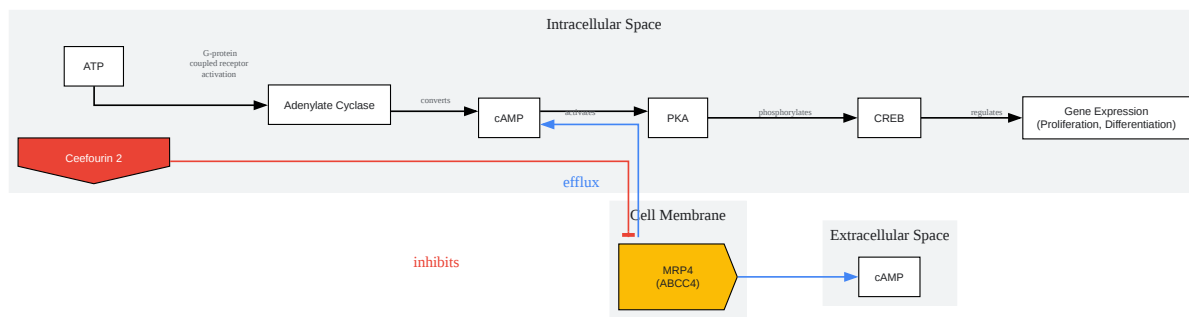 Intracellular Space
ATP
G-protein
coupled receptor
activation
Adenylate Cyclase
converts
cAMP
activates
PKA
phosphorylates
CREB
regulates
Gene Expression
(Proliferation, Differentiation)
Ceefourin 2
efflux
inhibits
Cell Membrane
MRP4
(ABCC4)
Extracellular Space
cAMP